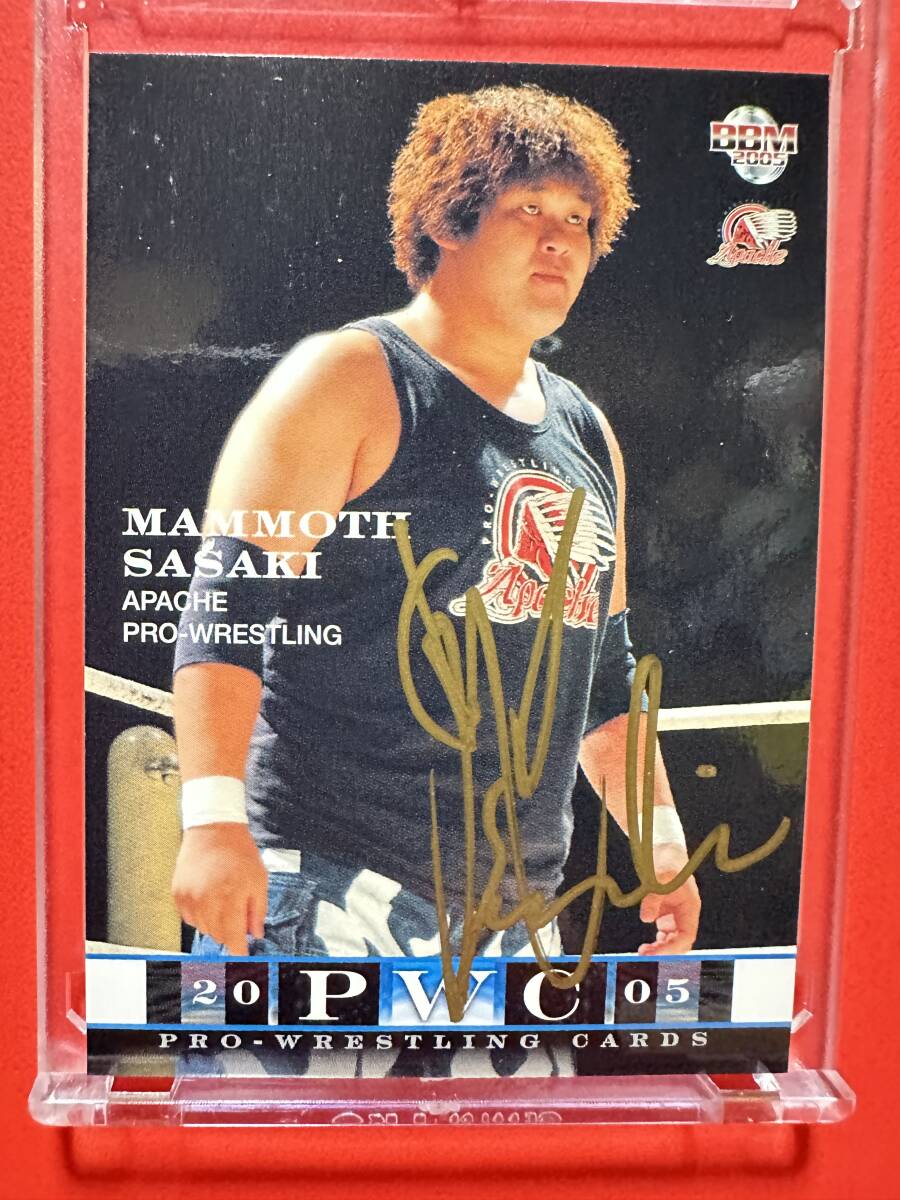 BBM
2005
Apache
PRO-WRESTLING
Apache
MAMMOTH
SASAKI
APACHE
PRO-WRESTLING
20 PWC 05
PRO-WRESTLING CARDS